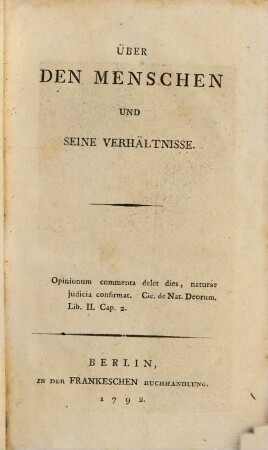 ÜBER
DEN MENSCHEN
UND
SEINE VERHÄLTNISSE.
Opinionum commenta delet dies, naturae
judicia confirmat. Cic. de Nat. Deorum.
Lib. II. Cap. 2.
BERLIN,
IN DER FRANKESCHEN BUCHHANDLUNG.
1792.